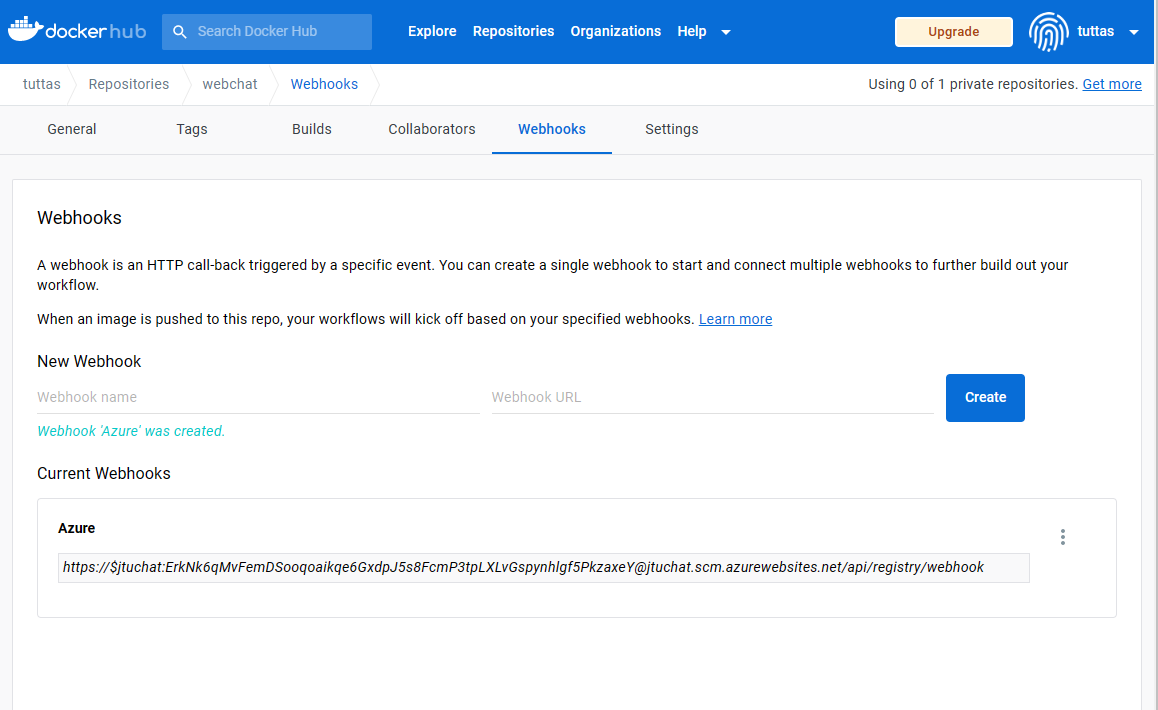 docker hub
Search Docker Hub
Explore Repositories Organizations Help
Upgrade
tuttas
tuttas Repositories webchat Webhooks
Using 0 of 1 private repositories. Get more
General Tags Builds Collaborators Webhooks Settings
Webhooks
A webhook is an HTTP call-back triggered by a specific event. You can create a single webhook to start and connect multiple webhooks to further build out your
workflow.
When an image is pushed to this repo, your workflows will kick off based on your specified webhooks. Learn more
New Webhook
Webhook name Webhook URL Create
Webhook 'Azure' was created.
Current Webhooks
Azure
https://$jtuchat:ErkNk6qMvFemDSooqoaikqe6GxdpJ5s8FcmP3tpLXLvGspynhlgf5PkzaxeY@jtuchat.scm.azurewebsites.net/api/registry/webhook